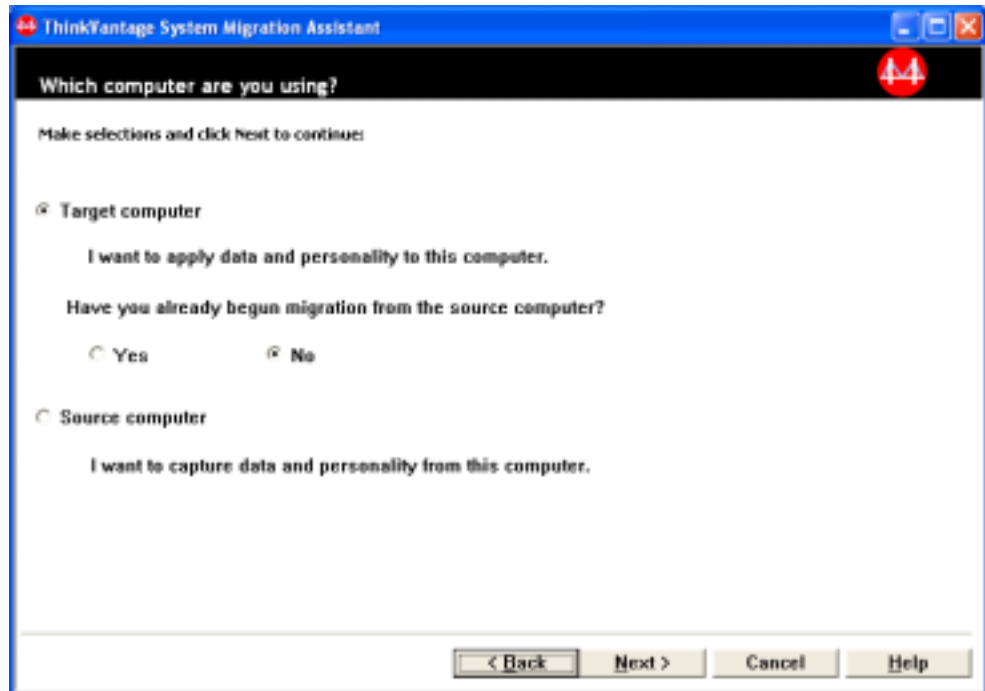 ThinkVantage System Migration Assistant
Which computer are you using?
Make selections and click Next to continue:
Target computer
I want to apply data and personality to this computer.
Have you already begun migration from the source computer?
Yes No
Source computer
I want to capture data and personality from this computer.
< Back Next > Cancel Help